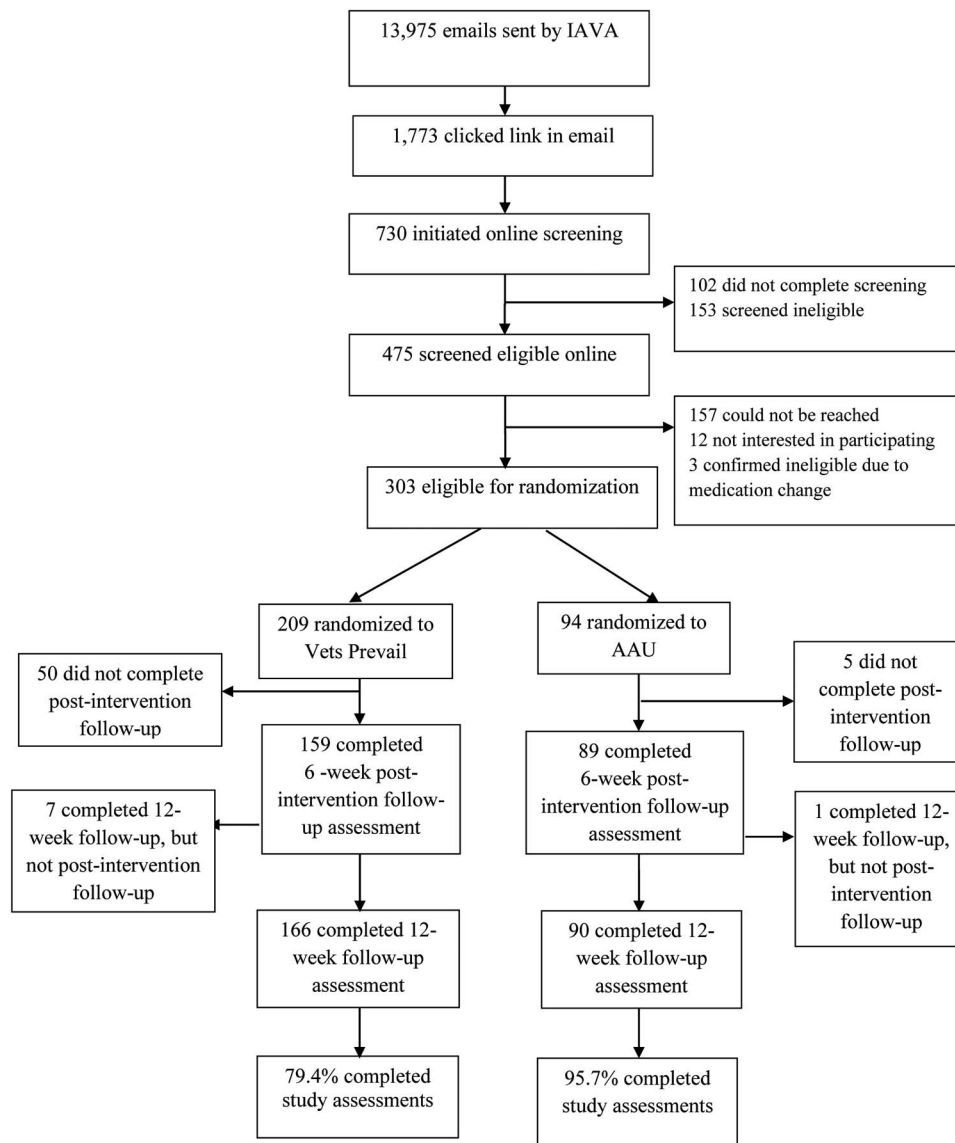 13,975 emails sent by IAVA
1,773 clicked link in email
730 initiated online screening
102 did not complete screening
153 screened ineligible
475 screened eligible online
157 could not be reached
12 not interested in participating
3 confirmed ineligible due to
medication change
303 eligible for randomization
209 randomized to
Vets Prevail
94 randomized to
AAU
50 did not complete
post-intervention
follow-up
5 did not
complete post-
intervention
follow-up
159 completed
6 -week post-
intervention follow-
up assessment
89 completed
6-week post-
intervention follow-up
assessment
7 completed 12-
week follow-up, but
not post-intervention
follow-up
1 completed 12-
week follow-up,
but not post-
intervention
follow-up
166 completed 12-
week follow-up
assessment
90 completed 12-
week follow-up
assessment
79.4% completed
study assessments
95.7% completed
study assessments